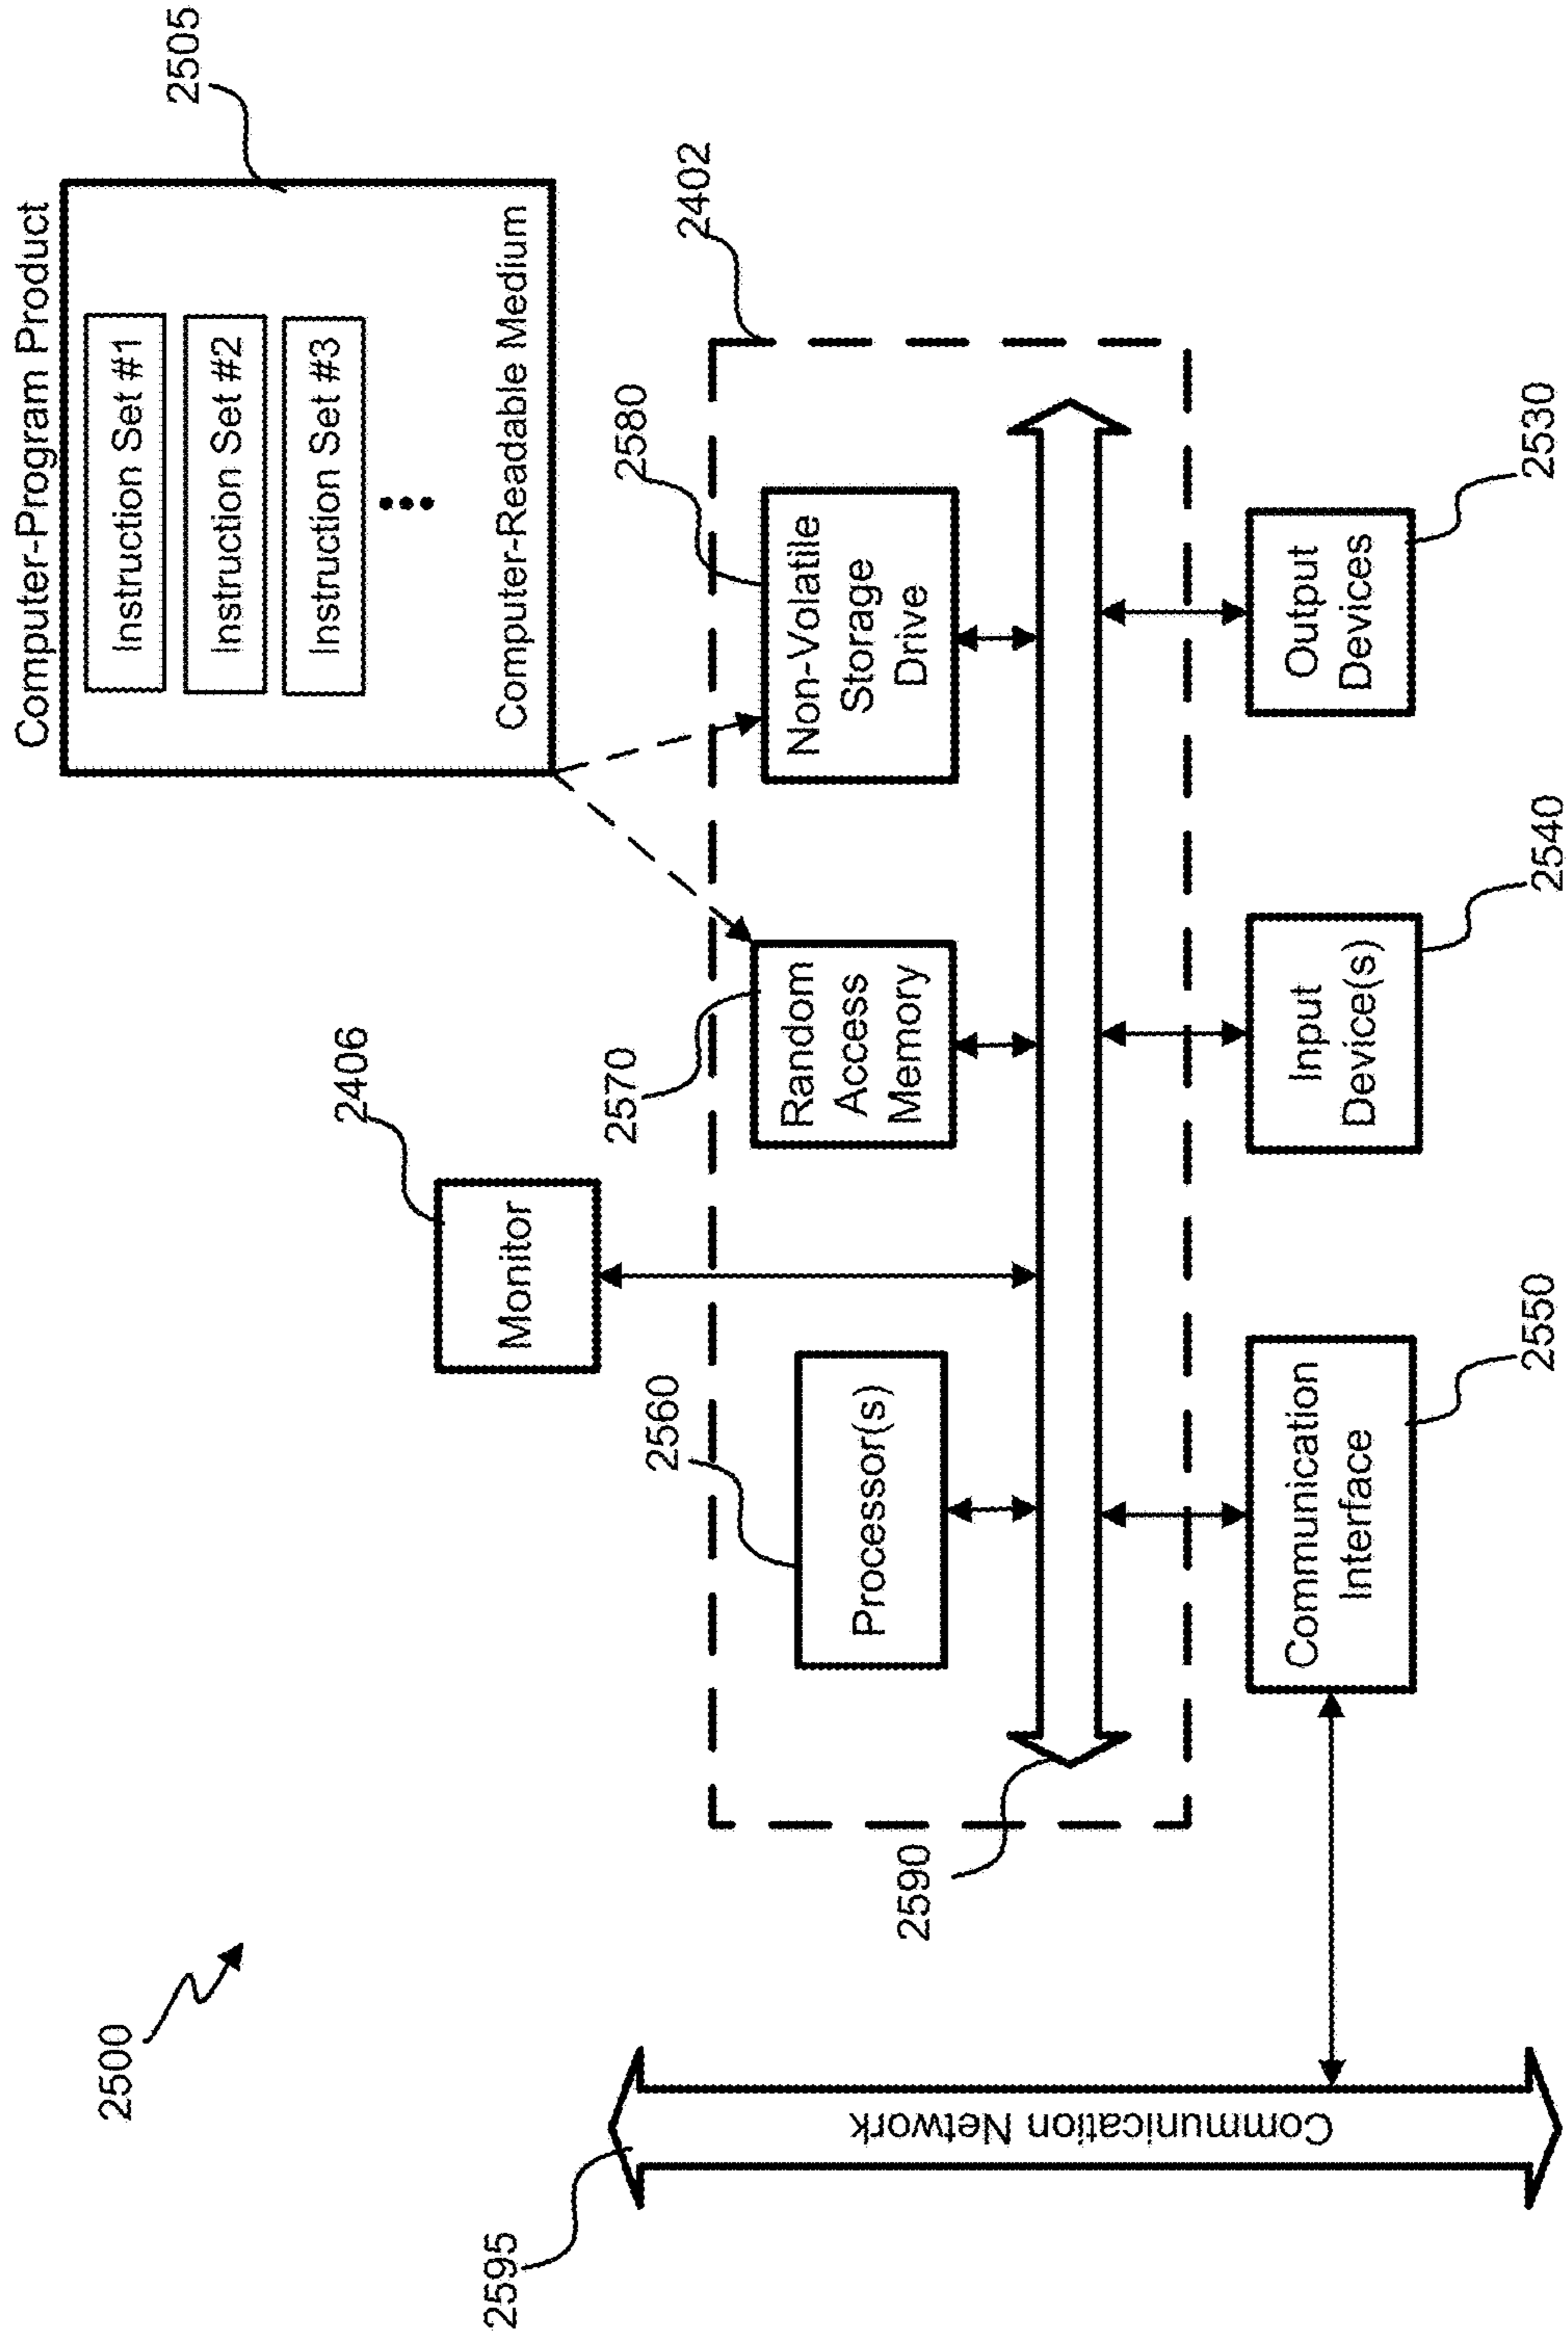 2500
Computer-Program Product
2505
Instruction Set #1
Instruction Set #2
Instruction Set #3
Computer-Readable Medium
2406
Monitor
2402
2560
2570
2580
Processor(s)
Random
Access
Memory
Non-Volatile
Storage
Drive
2595
Communication Network
2590
Communication
Interface
Input
Device(s)
Output
Devices
2550
2540
2530